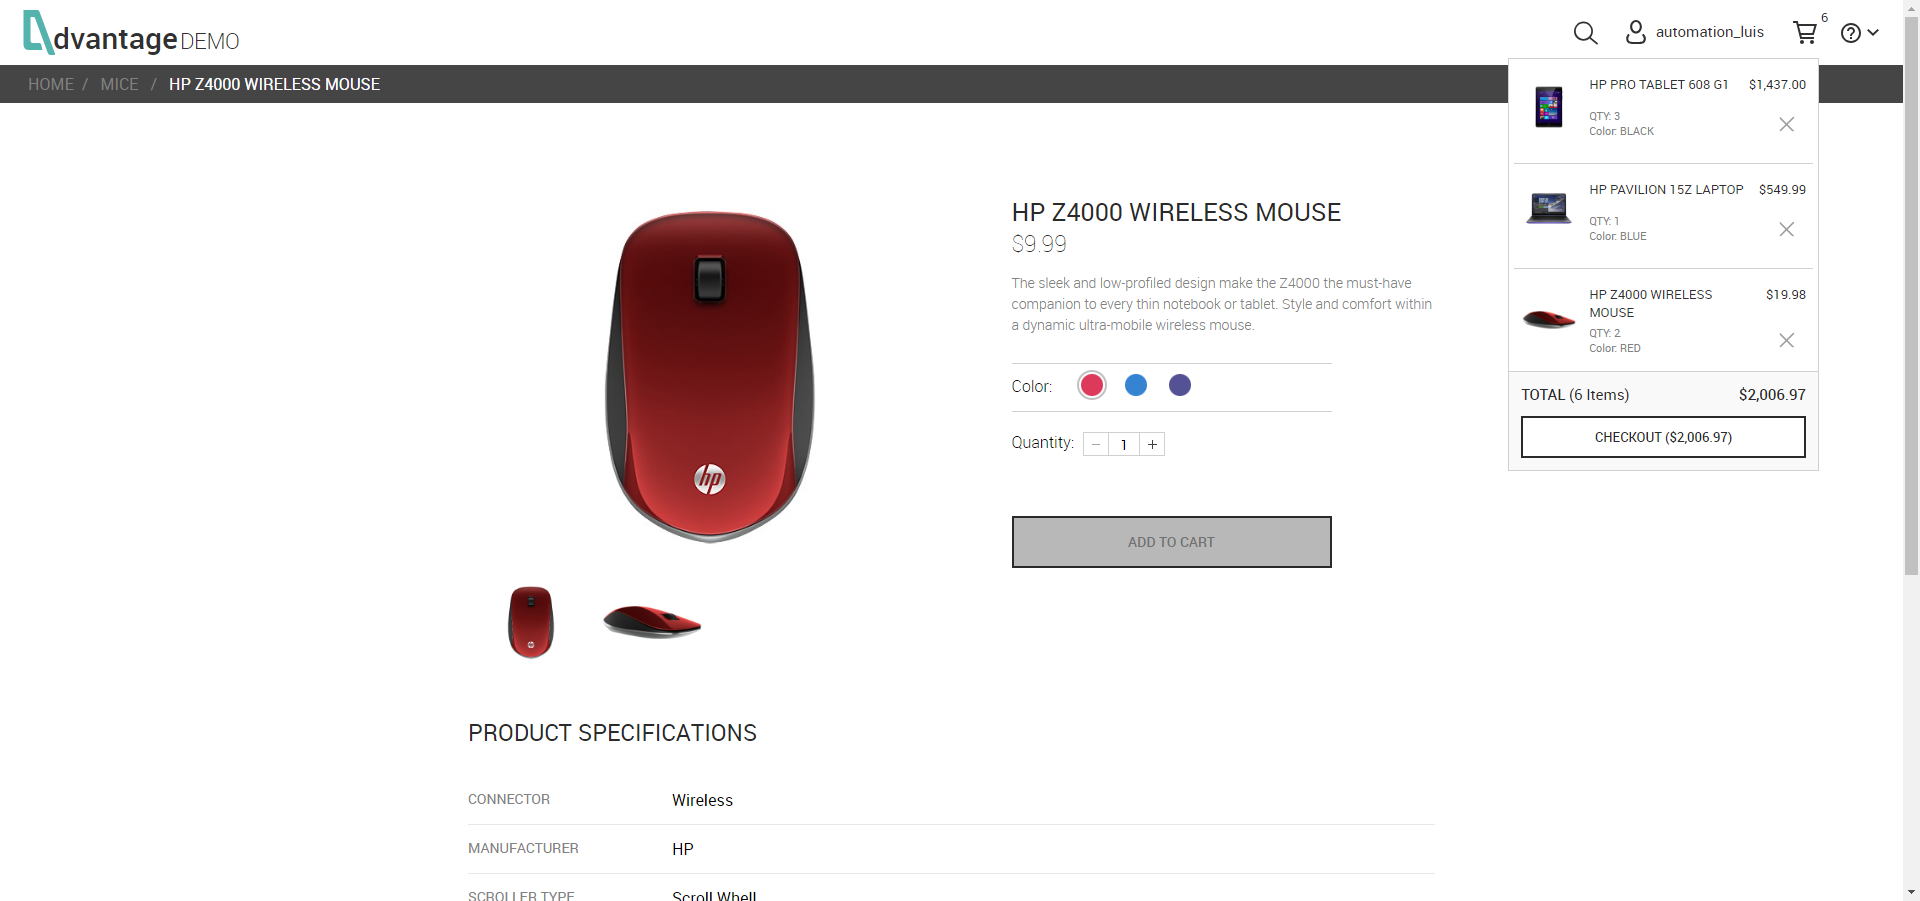 dvantage DEMO
automation_luis
6
HOME / MICE / HP Z4000 WIRELESS MOUSE
HP PRO TABLET 608 G1 $1,437.00
QTY: 3
Color: BLACK
HP PAVILION 15Z LAPTOP $549.99
QTY: 1
Color: BLUE
HP Z4000 WIRELESS MOUSE $19.98
QTY: 2
Color: RED
TOTAL (6 Items) $2,006.97
CHECKOUT ($2,006.97)
HP Z4000 WIRELESS MOUSE
$9.99
The sleek and low-profiled design make the Z4000 the must-have
companion to every thin notebook or tablet. Style and comfort within
a dynamic ultra-mobile wireless mouse.
Color:
Quantity: − 1 +
ADD TO CART
hp
PRODUCT SPECIFICATIONS
CONNECTOR Wireless
MANUFACTURER HP
SCROLLER TYPE Scroll Whell